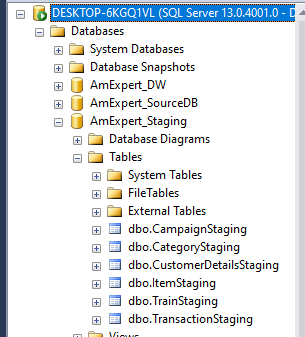 DESKTOP-6KGQ1VL (SQL Server 13.0.4001.0 - D
Databases
System Databases
Database Snapshots
AmExpert_DW
AmExpert_SourceDB
AmExpert_Staging
Database Diagrams
Tables
System Tables
FileTables
External Tables
dbo.CampaignStaging
dbo.CategoryStaging
dbo.CustomerDetailsStaging
dbo.ItemStaging
dbo.TrainStaging
dbo.TransactionStaging
Views